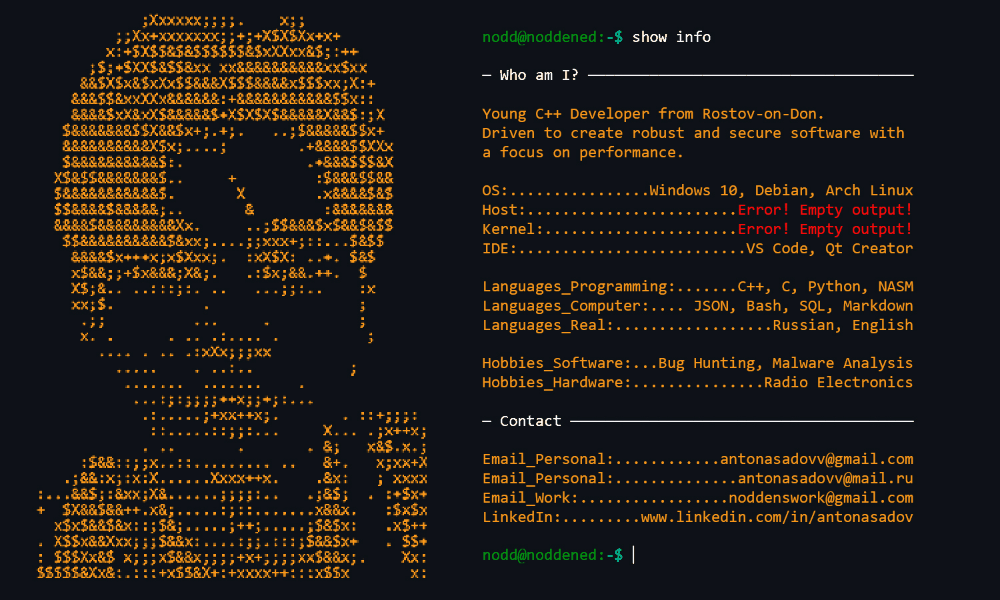 nodd@noddened:~$ show info
— Who am I? —
Young C++ Developer from Rostov-on-Don.
Driven to create robust and secure software with
a focus on performance.
OS:................Windows 10, Debian, Arch Linux
Host:........................Error! Empty output!
Kernel:......................Error! Empty output!
IDE:..........................VS Code, Qt Creator
Languages_Programming:.......C++, C, Python, NASM
Languages_Computer:.... JSON, Bash, SQL, Markdown
Languages_Real:..................Russian, English
Hobbies_Software:...Bug Hunting, Malware Analysis
Hobbies_Hardware:...............Radio Electronics
— Contact —
Email_Personal:............antonasadovv@gmail.com
Email_Personal:..............antonasadovv@mail.ru
Email_Work:.................noddenswork@gmail.com
LinkedIn:.........www.linkedin.com/in/antonasadov
nodd@noddened:~$